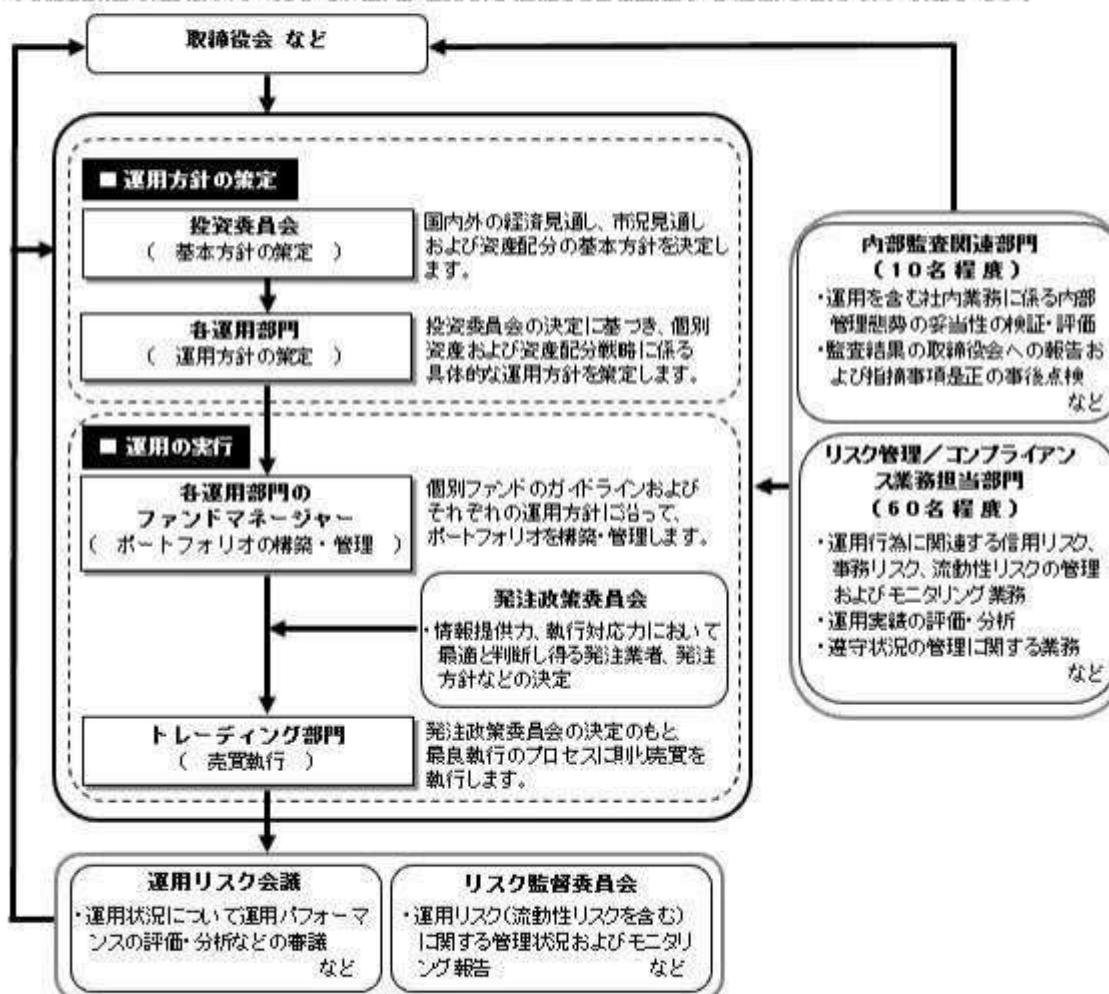 取締役会 など
■ 運用方針の策定
投資委員会
( 基本方針の策定 )
国内外の経済見通し、市況見通し
および資産配分の基本方針を決定し
ます。
各運用部門
( 運用方針の策定 )
投資委員会の決定に基づき、個別
資産および資産配分戦略に係る
具体的な運用方針を策定します。
■ 運用の実行
各運用部門の
ファンドマネージャー
( ポートフォリオの構築・管理 )
個別ファンドのガイドラインおよび
それぞれの運用方針に沿って、
ポートフォリオを構築・管理します。
発注政策委員会
・情報提供力、執行対応力において
最適と判断し得る発注業者、発注
方針などの決定
トレーディング部門
( 売買執行 )
発注政策委員会の決定のもと
最良執行のプロセスに則り売買を
執行します。
内部監査関連部門
(10名程度)
・運用を含む社内業務に係る内部
管理態勢の妥当性の検証・評価
・監査結果の取締役会への報告お
よび指摘事項是正の事後点検
など
リスク管理/コンプライアン
ス業務担当部門
(60名程度)
・運用行為に関連する信用リスク、
事務リスク、流動性リスクの管理
およびモニタリング業務
・運用実績の評価・分析
・遵守状況の管理に関する業務
など
運用リスク会議
・運用状況について運用パフォーマ
ンスの評価・分析などの審議
など
リスク監督委員会
・運用リスク(流動性リスクを含む)
に関する管理状況およびモニタリ
ング報告 など